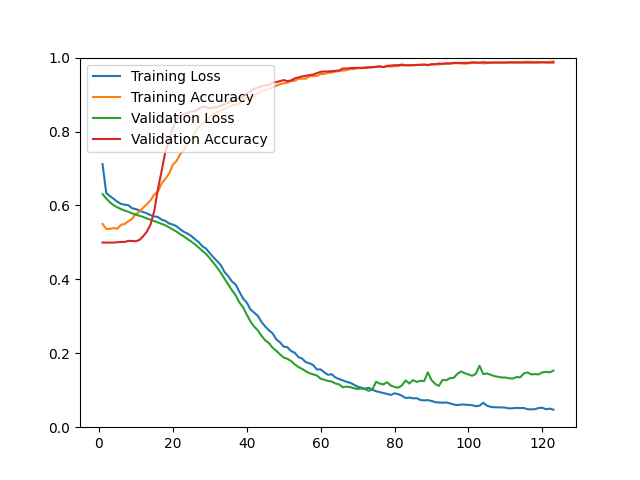 1.0
0.8
0.6
0.4
0.2
0.0
Training Loss
Training Accuracy
Validation Loss
Validation Accuracy
0 20 40 60 80 100 120